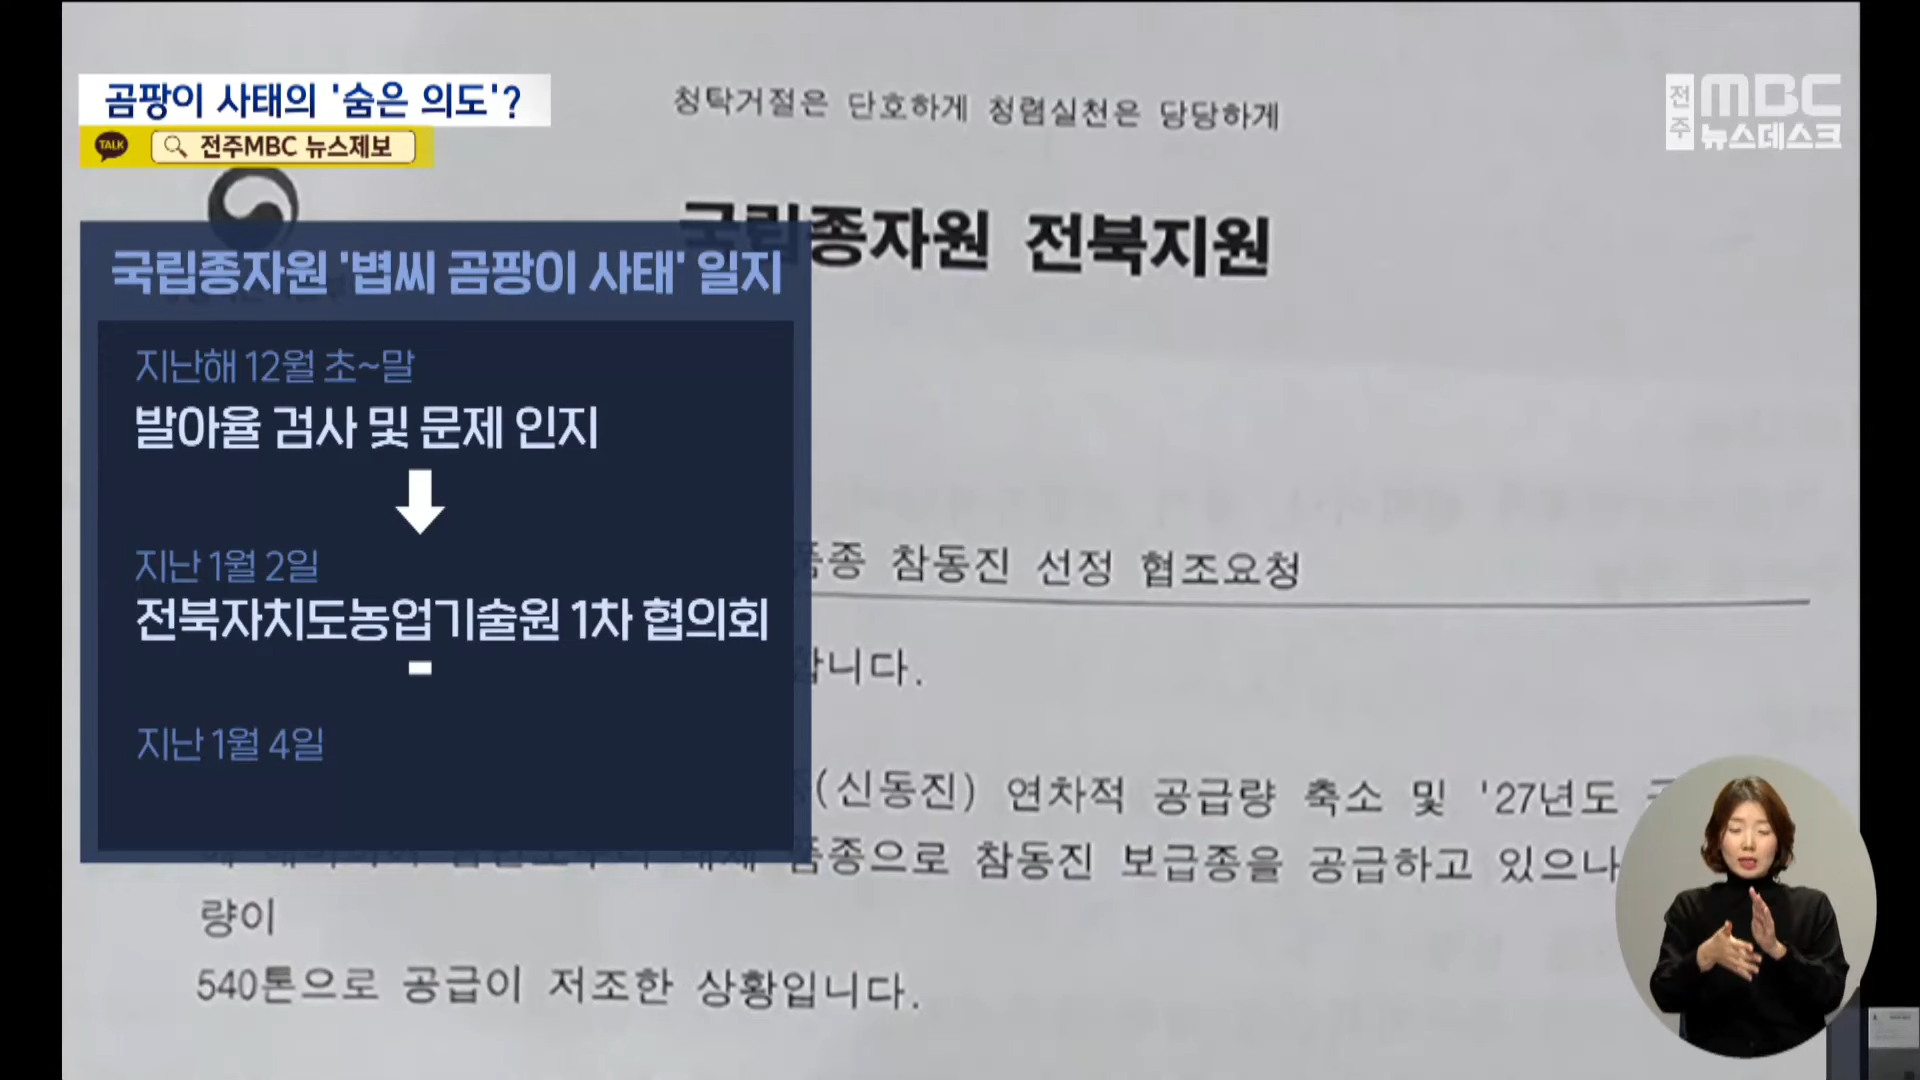 곰팡이 사태의 '숨은 의도'?
TALK 전주MBC 뉴스제보
전주 MBC
뉴스데스크
청탁거절은 단호하게 청렴실천은 당당하게
국립종자원 전북지원
국립종자원 '볍씨 곰팡이 사태' 일지
지난해 12월 초~말
발아율 검사 및 문제 인지
지난 1월 2일
전북자치도농업기술원 1차 협의회
지난 1월 4일
품종 참동진 선정 협조요청
합니다.
(신동진) 연차적 공급량 축소 및 '27년도
품종으로 참동진 보급종을 공급하고 있으나
량이
540톤으로 공급이 저조한 상황입니다.